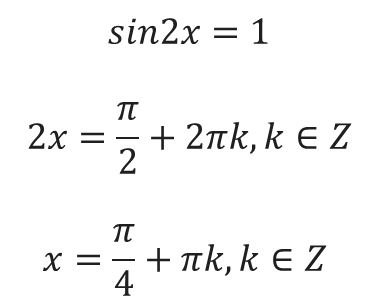 sin2x = 1
2x = π/2 + 2πk, k ∈ Z
x = π/4 + πk, k ∈ Z